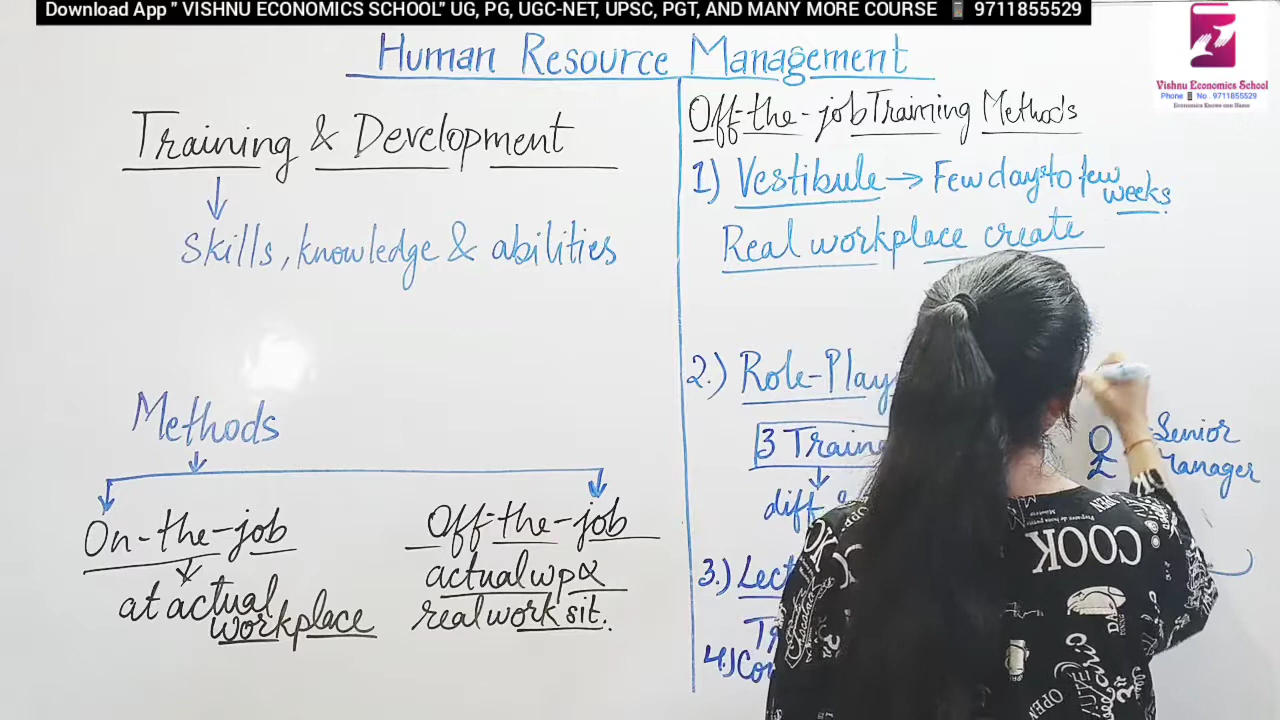 Download App " VISHNU ECONOMICS SCHOOL" UG, PG, UGC-NET, UPSC, PGT, AND MANY MORE COURSE 📱 9711855529
Vishnu Economics School
Phone 📱 No. 9711855529
Human Resource Management
Training & Development
Skills, knowledge & abilities
Methods
On-the-job
at actual
workplace
Off-the-job
actual wp &
real work sit.
Off-the-job Training Methods
1) Vestibule → Few days to few
weeks.
Real workplace create
2.) Role-Play
3
diff
Senior
Manager
3.)
4.)
COOK
OPEN
OPEN